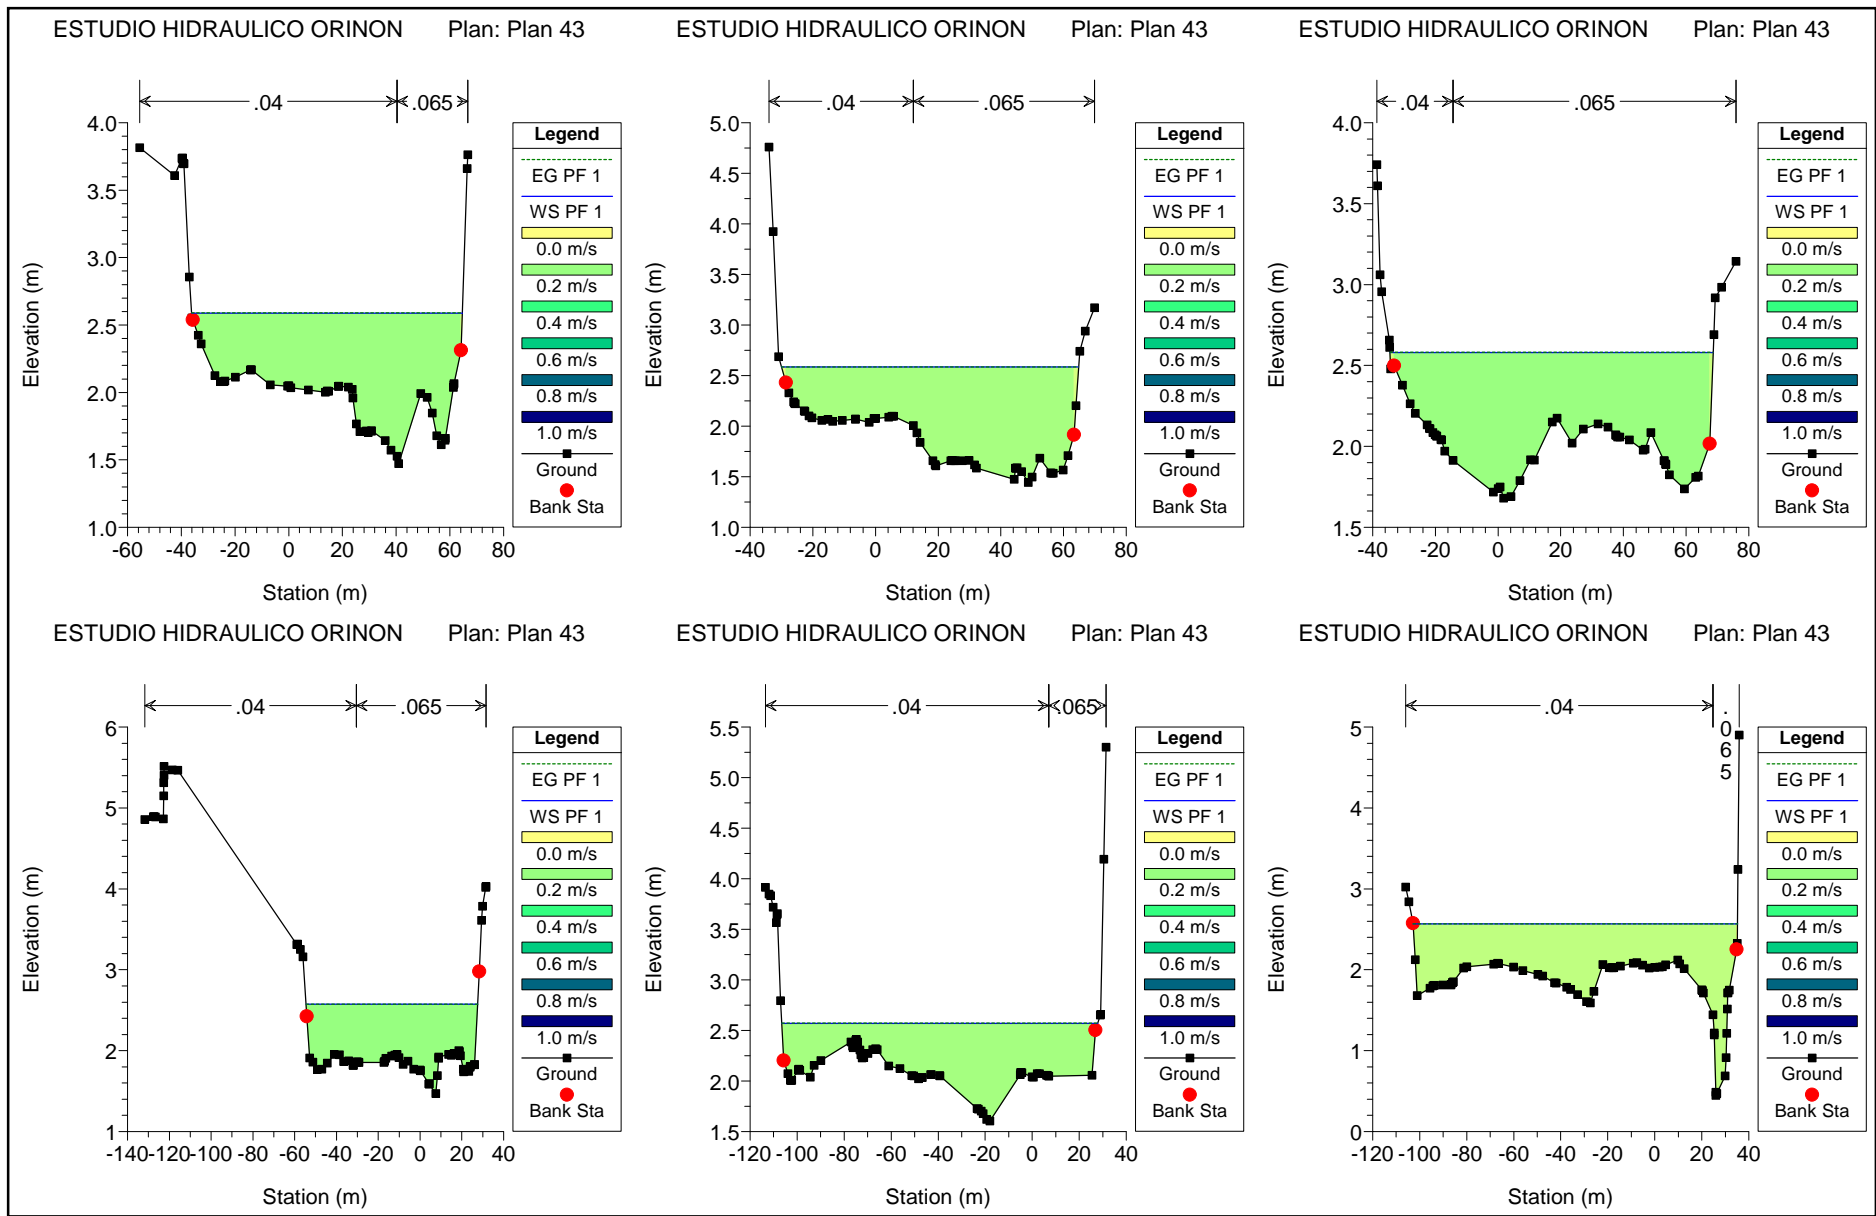 ESTUDIO HIDRAULICO ORINON Plan: Plan 43
.04 .065
Elevation (m)
4.0
3.5
3.0
2.5
2.0
1.5
1.0
-60 -40 -20 0 20 40 60 80
Station (m)
Legend
EG PF 1
WS PF 1
0.0 m/s
0.2 m/s
0.4 m/s
0.6 m/s
0.8 m/s
1.0 m/s
Ground
Bank Sta
ESTUDIO HIDRAULICO ORINON Plan: Plan 43
.04 .065
Elevation (m)
5.0
4.5
4.0
3.5
3.0
2.5
2.0
1.5
1.0
-40 -20 0 20 40 60 80
Station (m)
Legend
EG PF 1
WS PF 1
0.0 m/s
0.2 m/s
0.4 m/s
0.6 m/s
0.8 m/s
1.0 m/s
Ground
Bank Sta
ESTUDIO HIDRAULICO ORINON Plan: Plan 43
.04 .065
Elevation (m)
4.0
3.5
3.0
2.5
2.0
1.5
-40 -20 0 20 40 60 80
Station (m)
Legend
EG PF 1
WS PF 1
0.0 m/s
0.2 m/s
0.4 m/s
0.6 m/s
0.8 m/s
1.0 m/s
Ground
Bank Sta
ESTUDIO HIDRAULICO ORINON Plan: Plan 43
.04 .065
Elevation (m)
6
5
4
3
2
1
-140 -120 -100 -80 -60 -40 -20 0 20 40
Station (m)
Legend
EG PF 1
WS PF 1
0.0 m/s
0.2 m/s
0.4 m/s
0.6 m/s
0.8 m/s
1.0 m/s
Ground
Bank Sta
ESTUDIO HIDRAULICO ORINON Plan: Plan 43
.04 .065
Elevation (m)
5.5
5.0
4.5
4.0
3.5
3.0
2.5
2.0
1.5
-120 -100 -80 -60 -40 -20 0 20 40
Station (m)
Legend
EG PF 1
WS PF 1
0.0 m/s
0.2 m/s
0.4 m/s
0.6 m/s
0.8 m/s
1.0 m/s
Ground
Bank Sta
ESTUDIO HIDRAULICO ORINON Plan: Plan 43
.04 .
0
6
5
Elevation (m)
5
4
3
2
1
0
-120 -100 -80 -60 -40 -20 0 20 40
Station (m)
Legend
EG PF 1
WS PF 1
0.0 m/s
0.2 m/s
0.4 m/s
0.6 m/s
0.8 m/s
1.0 m/s
Ground
Bank Sta